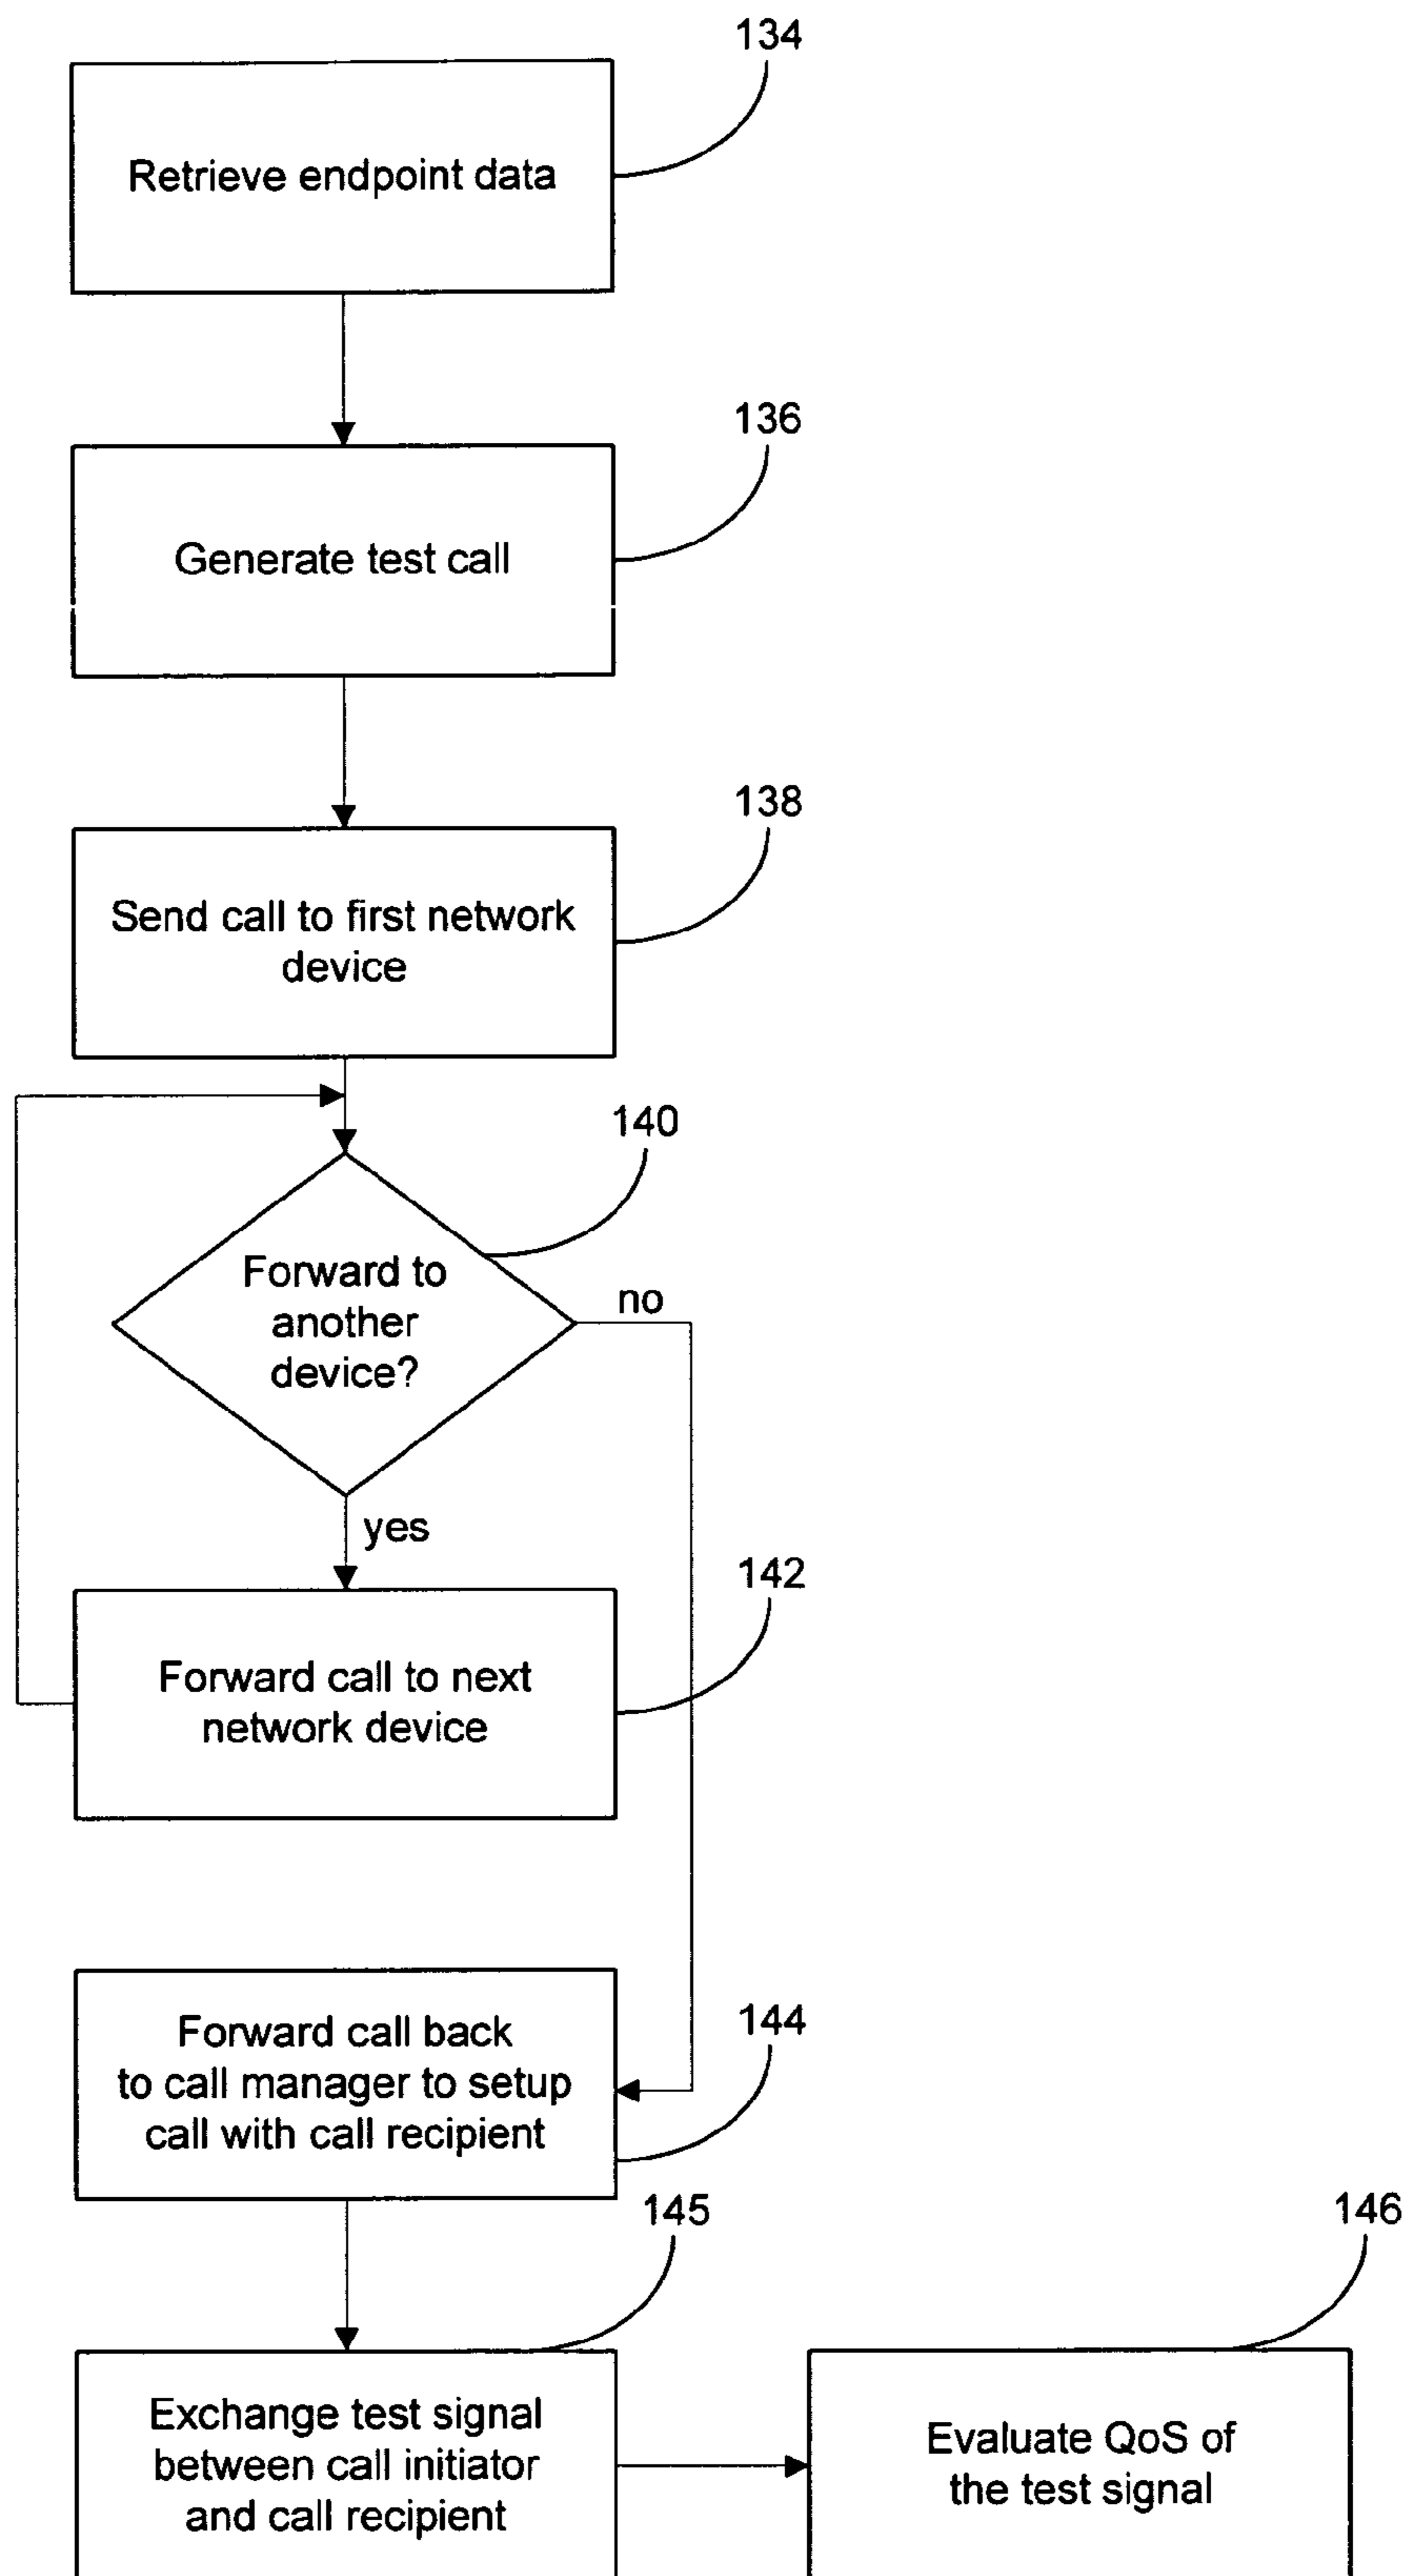 134
Retrieve endpoint data
136
Generate test call
138
Send call to first network
device
140
Forward to
another
device?
no
yes
142
Forward call to next
network device
144
Forward call back
to call manager to setup
call with call recipient
145
146
Exchange test signal
between call initiator
and call recipient
Evaluate QoS of
the test signal